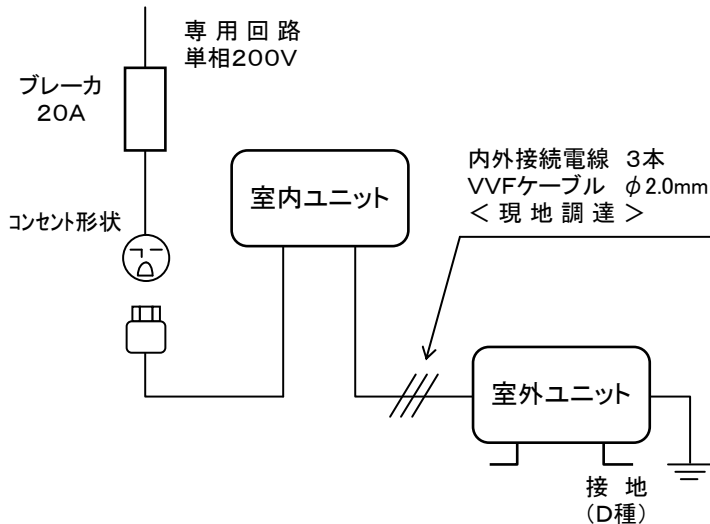 専用回路
単相200V
ブレーカ
20A
コンセント形状
室内ユニット
内外接続電線 3本
VVFケーブル φ2.0mm
＜現地調達＞
室外ユニット
接地
（D種）